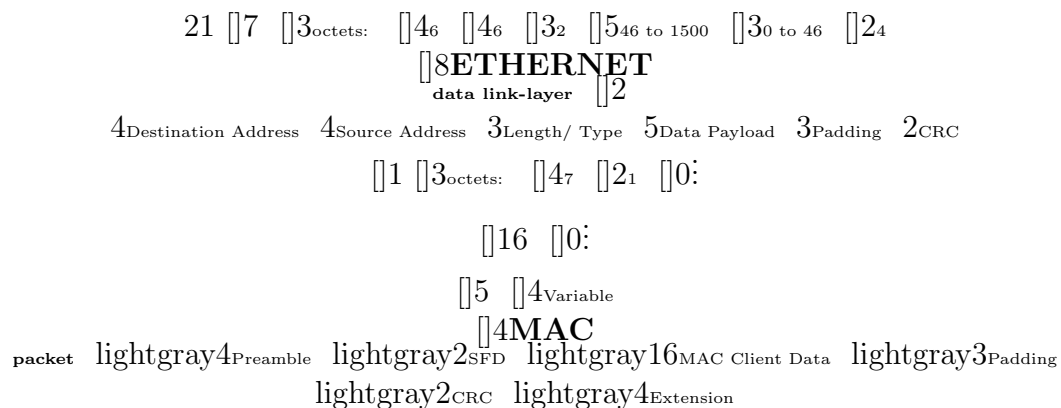 21 []7 []3octets: []46 []46 []32 []546 to 1500 []30 to 46 []24
[]8ETHERNET
data link-layer []2
4Destination Address 4Source Address 3Length/ Type 5Data Payload 3Padding 2CRC
[]1 []3octets: []47 []21 []0⋮
[]16 []0⋮
[]5 []4Variable
[]4MAC
packet lightgray4Preamble lightgray2SFD lightgray16MAC Client Data lightgray3Padding
lightgray2CRC lightgray4Extension